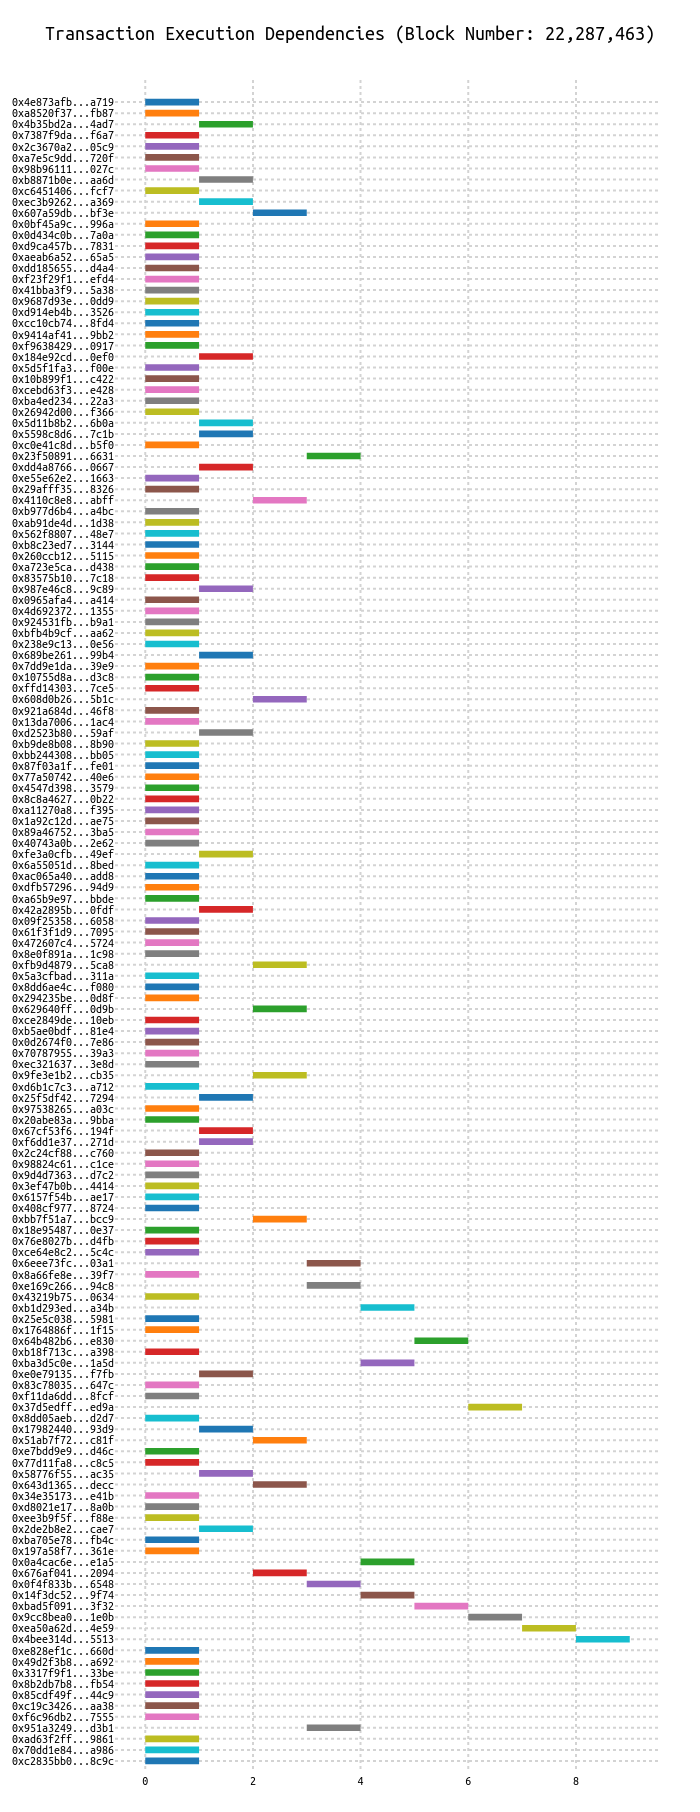 Transaction Execution Dependencies (Block Number: 22,287,463)
0x4e873afb...a719
0xa8520f37...fb87
0x4b35bd2a...4ad7
0x7387f9da...f6a7
0x2c3670a2...05c9
0xa7e5c9dd...720f
0x98b96111...027c
0xb8871b0e...aa6d
0xc6451406...fcf7
0xec3b9262...a369
0x607a59db...bf3e
0x0bf45a9c...996a
0x0d434c0b...7a0a
0xd9ca457b...7831
0xaeab6a52...65a5
0xdd185655...d4a4
0xf23f29f1...efd4
0x41bba3f9...5a38
0x9687d93e...0dd9
0xd914eb4b...3526
0xcc10cb74...8fd4
0x9414af41...9bb2
0xf9638429...0917
0x184e92cd...0ef0
0x5d5f1fa3...f00e
0x10b899f1...c422
0xcebd63f3...e428
0xba4ed234...22a3
0x26942d00...f366
0x5d11b8b2...6b0a
0x5598c8d6...7c1b
0xc0e41c8d...b5f0
0x23f50891...6631
0xdd4a8766...0667
0xe55e62e2...1663
0x29afff35...8326
0x4110c8e8...abff
0xb977d6b4...a4bc
0xab91de4d...1d38
0x562f8807...48e7
0xb8c23ed7...3144
0x260ccb12...5115
0xa723e5ca...d438
0x83575b10...7c18
0x987e46c8...9c89
0x0965afa4...a414
0x4d692372...1355
0x924531fb...b9a1
0xbfb4b9cf...aa62
0x238e9c13...0e56
0x689be261...99b4
0x7dd9e1da...39e9
0x10755d8a...d3c8
0xffd14303...7ce5
0x608d0b26...5b1c
0x921a684d...46f8
0x13da7006...1ac4
0xd2523b80...59af
0xb9de8b08...8b90
0xbb244308...bb05
0x87f03a1f...fe01
0x77a50742...40e6
0x4547d398...3579
0x8c8a4627...0b22
0xa11270a8...f395
0x1a92c12d...ae75
0x89a46752...3ba5
0x40743a0b...2e62
0xfe3a0cfb...49ef
0x6a55051d...8bed
0xac065a40...add8
0xdfb57296...94d9
0xa65b9e97...bbde
0x42a2895b...0fdf
0x09f25358...6058
0x61f3f1d9...7095
0x472607c4...5724
0x8e0f891a...1c98
0xfb9d4879...5ca8
0x5a3cfbad...311a
0x8dd6ae4c...f080
0x294235be...0d8f
0x629640ff...0d9b
0xce2849de...10eb
0xb5ae0bdf...81e4
0x0d2674f0...7e86
0x70787955...39a3
0xec321637...3e8d
0x9fe3e1b2...cb35
0xd6b1c7c3...a712
0x25f5df42...7294
0x97538265...a03c
0x20abe83a...9bba
0x67cf53f6...194f
0xf6dd1e37...271d
0x2c24cf88...c760
0x98824c61...c1ce
0x9d4d7363...d7c2
0x3ef47b0b...4414
0x6157f54b...ae17
0x408cf977...8724
0xbb7f51a7...bcc9
0x18e95487...0e37
0x76e8027b...d4fb
0xce64e8c2...5c4c
0x6eee73fc...03a1
0x8a66fe8e...39f7
0xe169c266...94c8
0x43219b75...0634
0xb1d293ed...a34b
0x25e5c038...5981
0x1764886f...1f15
0x64b482b6...e830
0xb18f713c...a398
0xba3d5c0e...1a5d
0xe0e79135...f7fb
0x83c78035...647c
0xf11da6dd...8fcf
0x37d5edff...ed9a
0x8dd05aeb...d2d7
0x17982440...93d9
0x51ab7f72...c81f
0xe7bdd9e9...d46c
0x77d11fa8...c8c5
0x58776f55...ac35
0x643d1365...decc
0x34e35173...e41b
0xd8021e17...8a0b
0xee3b9f5f...f88e
0x2de2b8e2...cae7
0xba705e78...fb4c
0x197a58f7...361e
0x0a4cac6e...e1a5
0x676af041...2094
0x0f4f833b...6548
0x14f3dc52...9f74
0xbad5f091...3f32
0x9cc8bea0...1e0b
0xea50a62d...4e59
0x4bee314d...5513
0xe828ef1c...660d
0x49d2f3b8...a692
0x3317f9f1...33be
0x8b2db7b8...fb54
0x85cdf49f...44c9
0xc19c3426...aa38
0xf6c96db2...7555
0x951a3249...d3b1
0xad63f2ff...9861
0x70dd1e84...a986
0xc2835bb0...8c9c
0 2 4 6 8